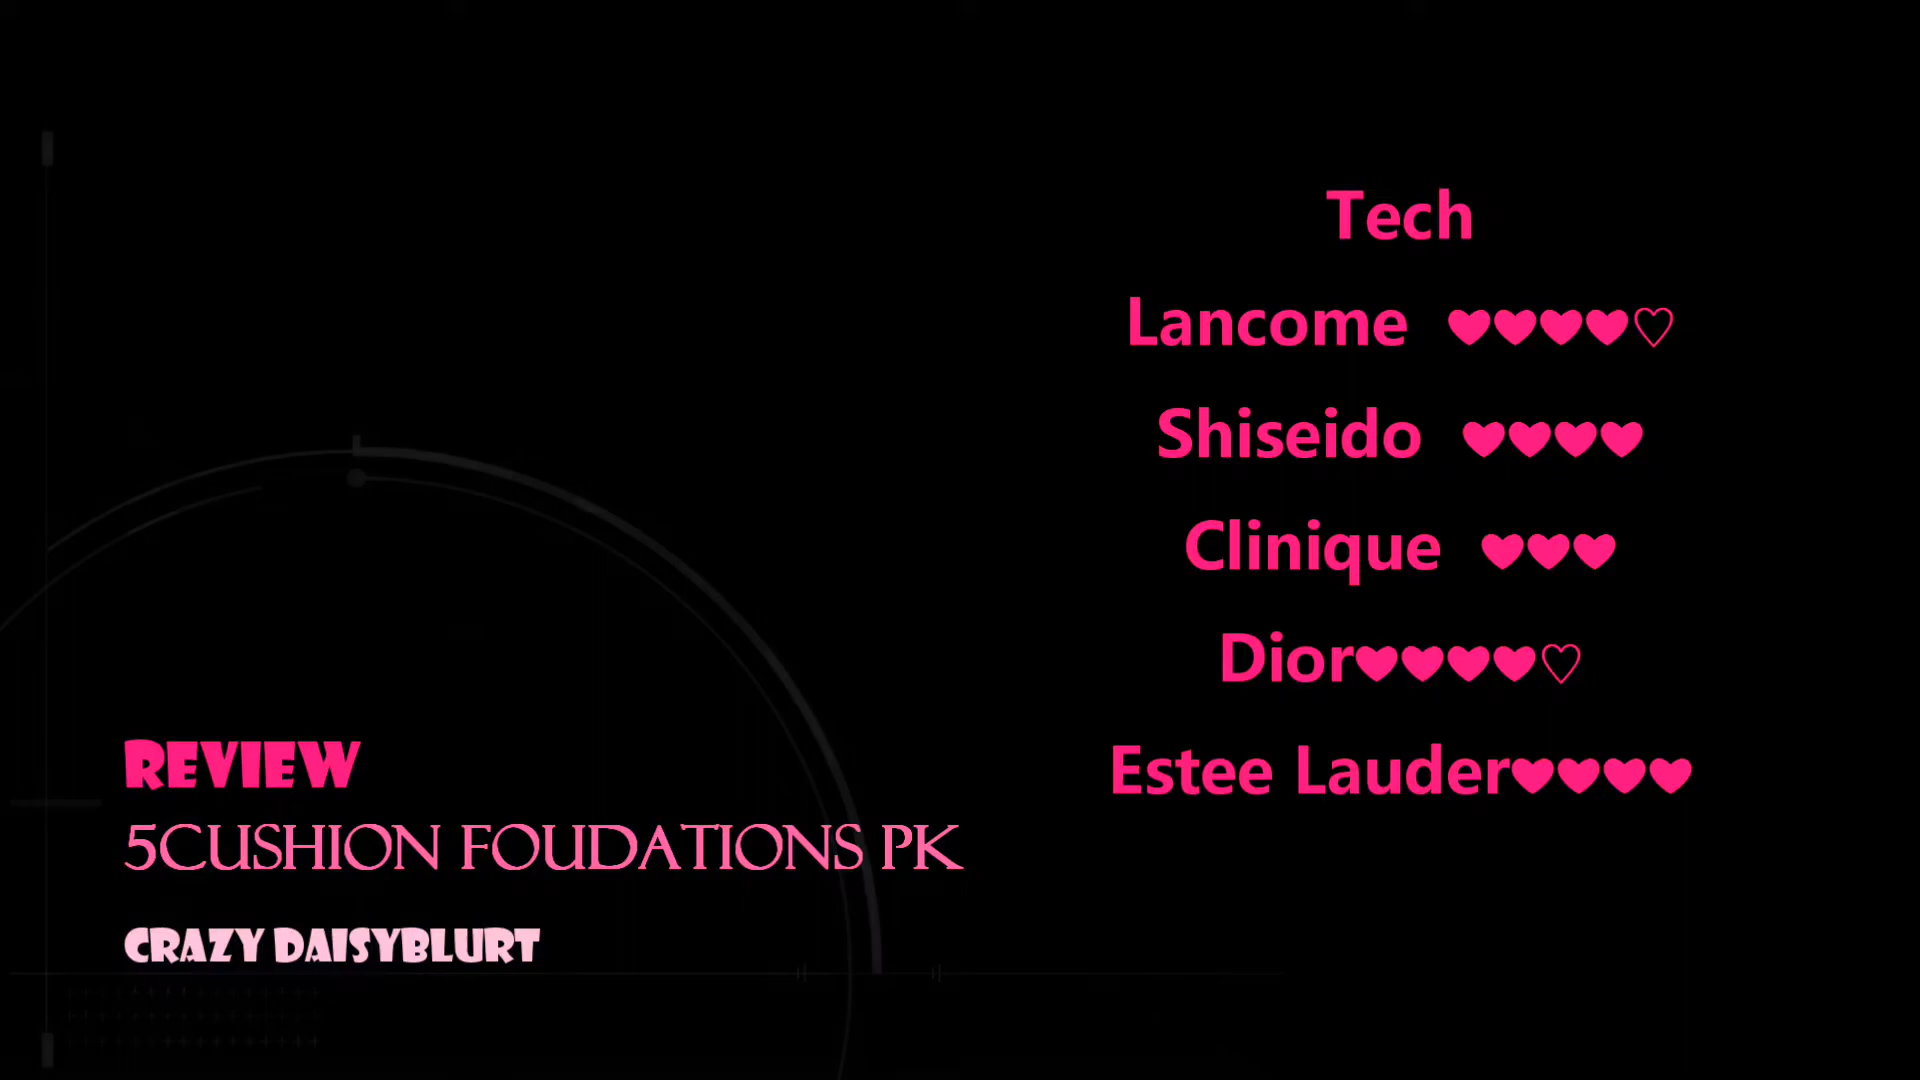 Tech
Lancome ♥♥♥♥♡
Shiseido ♥♥♥♥
Clinique ♥♥♥
Dior♥♥♥♥♡
Estee Lauder♥♥♥♥
REVIEW
5CUSHION FOUDATIONS PK
CRAZY DAISYBLURT